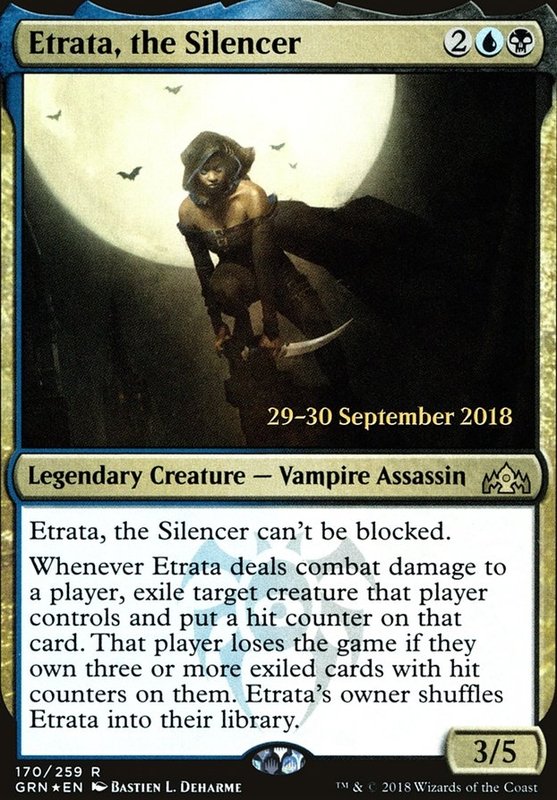 Etrata, the Silencer 2
29–30 September 2018
Legendary Creature — Vampire Assassin
Etrata, the Silencer can't be blocked.
Whenever Etrata deals combat damage to
a player, exile target creature that player
controls and put a hit counter on that
card. That player loses the game if they
own three or more exiled cards with hit
counters on them. Etrata's owner shuffles
Etrata into their library.
3/5
170/259 R
GRN★EN Bastien L. Deharme
™ & © 2018 Wizards of the Coast